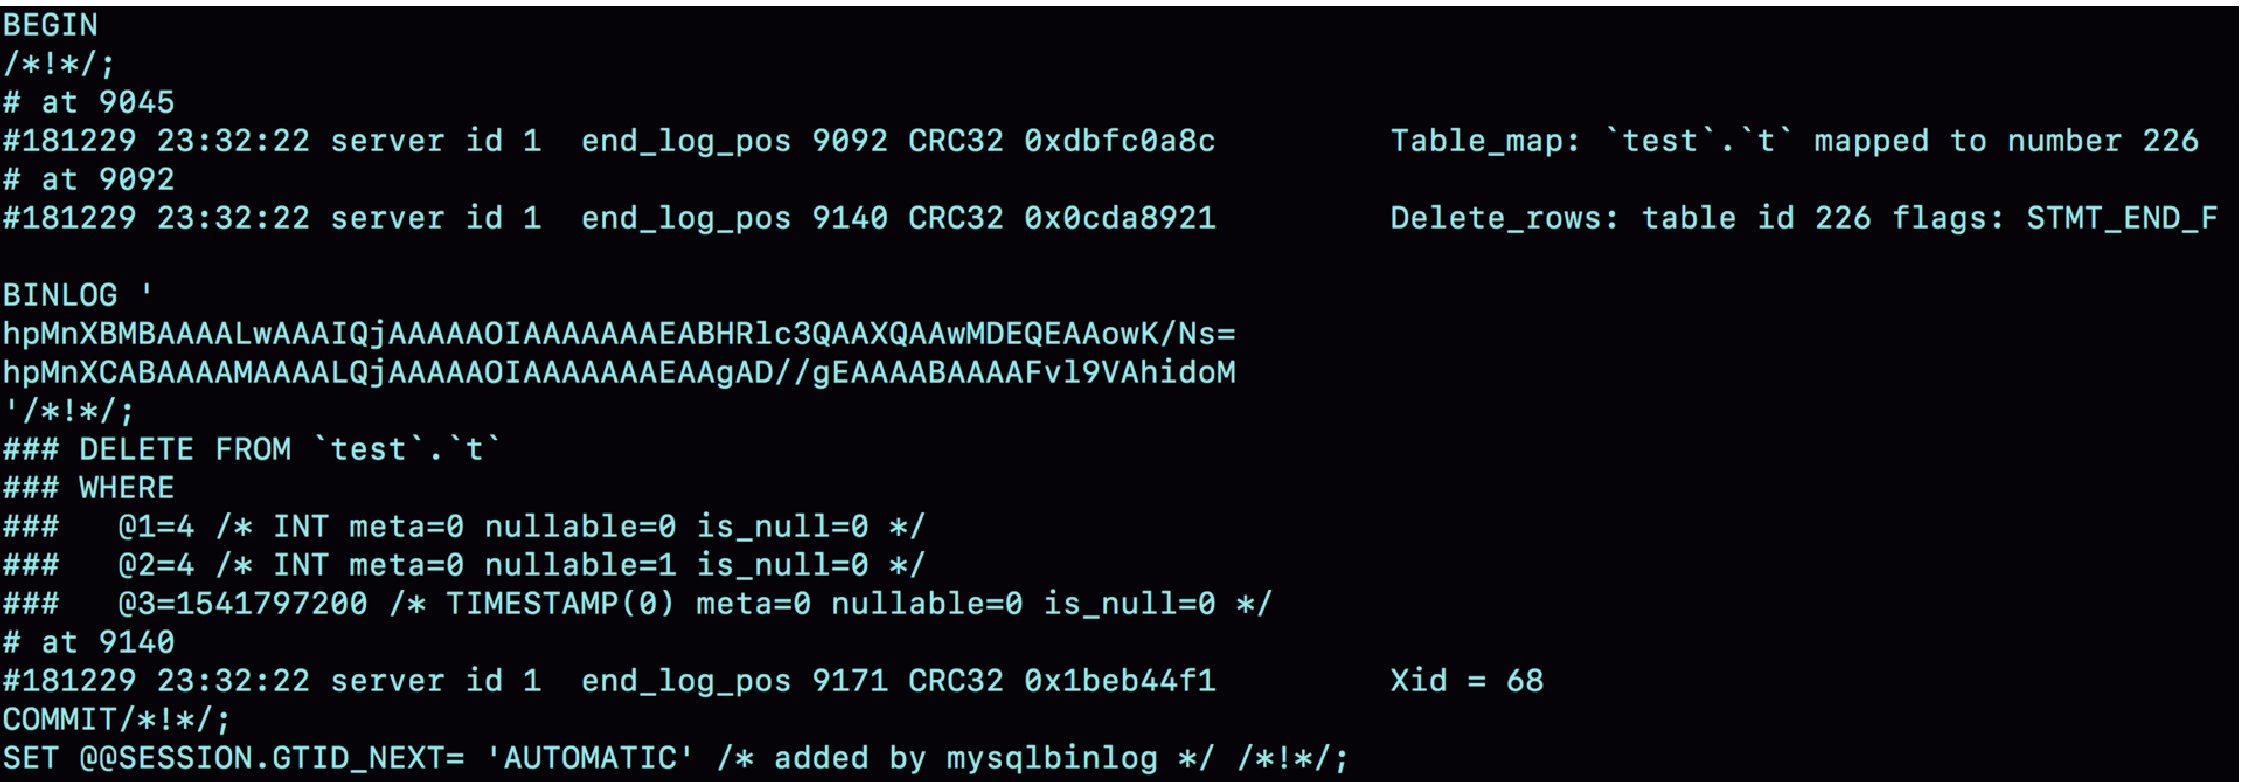 BEGIN
/*!*/;
# at 9045
#181229 23:32:22 server id 1  end_log_pos 9092 CRC32 0xdbfc0a8c         Table_map: `test`.`t` mapped to number 226
# at 9092
#181229 23:32:22 server id 1  end_log_pos 9140 CRC32 0x0cda8921         Delete_rows: table id 226 flags: STMT_END_F
BINLOG '
hpMnXBMBAAAALwAAAIQjAAAAAOIAAAAAAAEABHRlc3QAAXQAAwMDEQEAAowK/Ns=
hpMnXCABAAAAMAAAALQjAAAAAOIAAAAAAAEAAgAD//gEAAAABAAAAFvl9VAhidoM
'/*!*/;
### DELETE FROM `test`.`t`
### WHERE
###   @1=4 /* INT meta=0 nullable=0 is_null=0 */
###   @2=4 /* INT meta=0 nullable=1 is_null=0 */
###   @3=1541797200 /* TIMESTAMP(0) meta=0 nullable=0 is_null=0 */
# at 9140
#181229 23:32:22 server id 1  end_log_pos 9171 CRC32 0x1beb44f1         Xid = 68
COMMIT/*!*/;
SET @@SESSION.GTID_NEXT= 'AUTOMATIC' /* added by mysqlbinlog */ /*!*/;